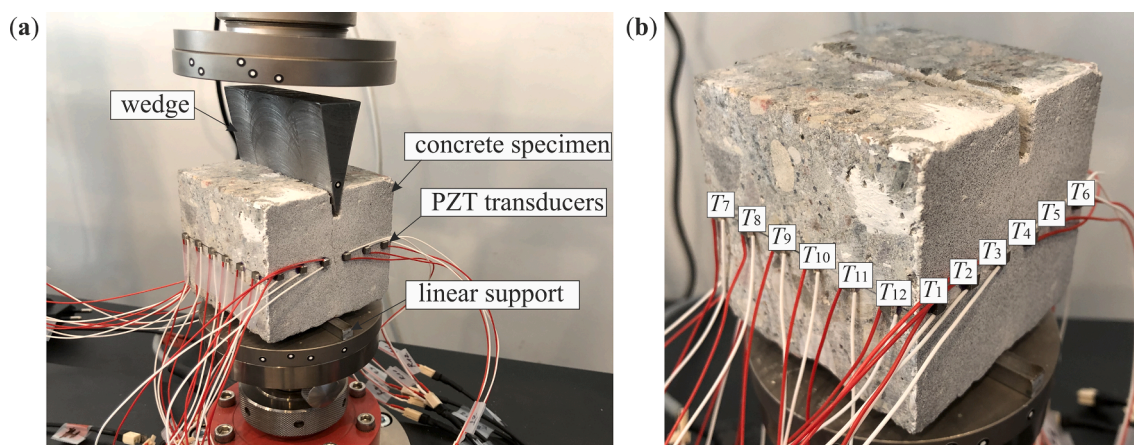 (a)
wedge
concrete specimen
PZT transducers
linear support
(b)
T7
T8
T9
T10
T11
T12
T1
T2
T3
T4
T5
T6